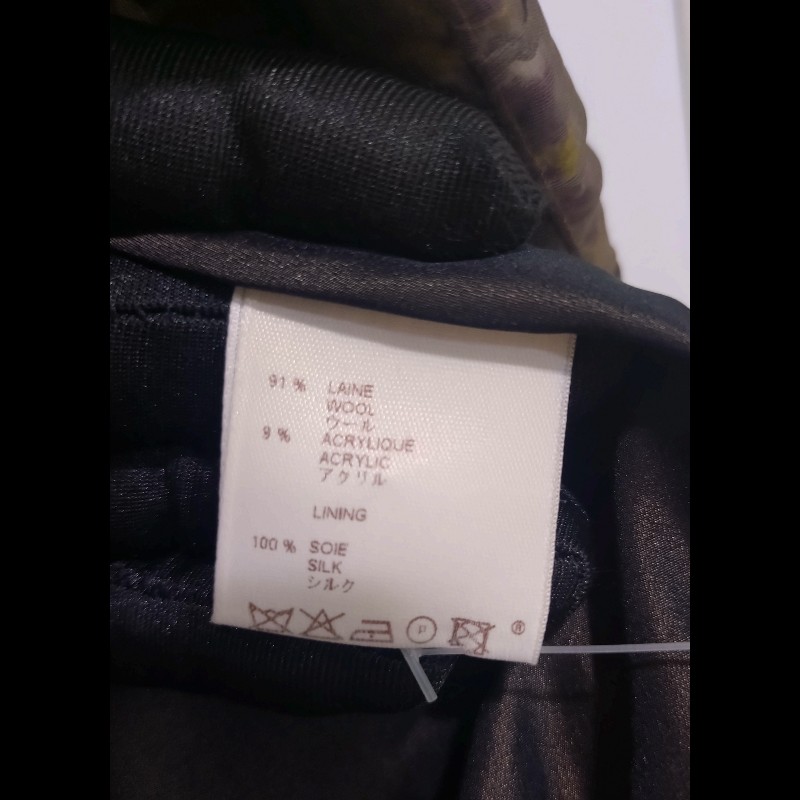 91 % LAINE
WOOL
ウール
9 % ACRYLIQUE
ACRYLIC
アクリル
LINING
100 % SOIE
SILK
シルク
P ®